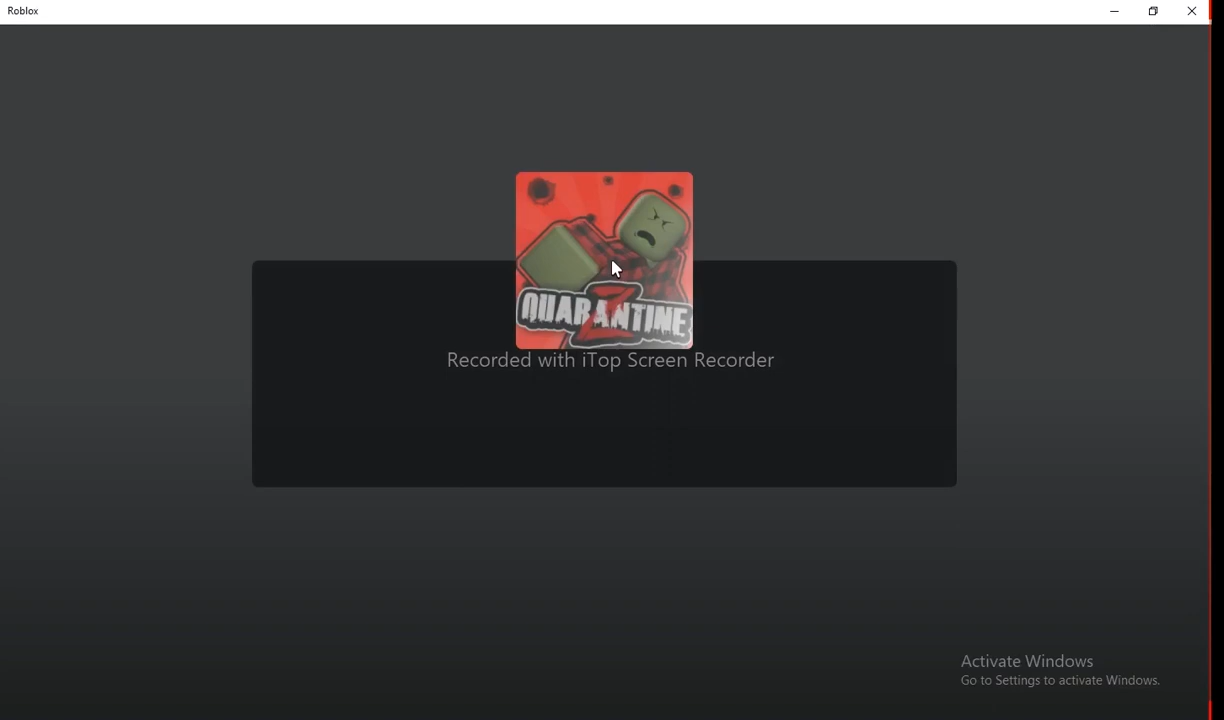 Roblox
QUARANTINE
Z
Recorded with iTop Screen Recorder
Activate Windows
Go to Settings to activate Windows.